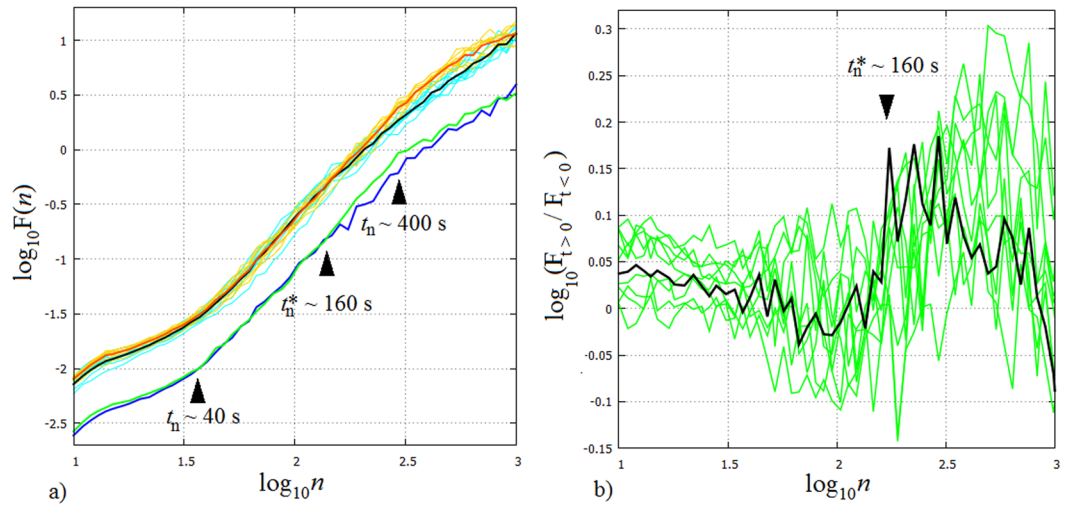 log₁₀F(n)
1
0.5
0
-0.5
-1
-1.5
-2
-2.5
tₙ ~ 400 s
tₙ* ~ 160 s
tₙ ~ 40 s
1
1.5
2
2.5
3
log₁₀n
a)
log₁₀(F t > 0 / F < 0)
0.3
0.25
0.2
0.15
0.1
0.05
0
-0.05
-0.1
-0.15
tₙ* ~ 160 s
1
1.5
2
2.5
3
log₁₀n
b)